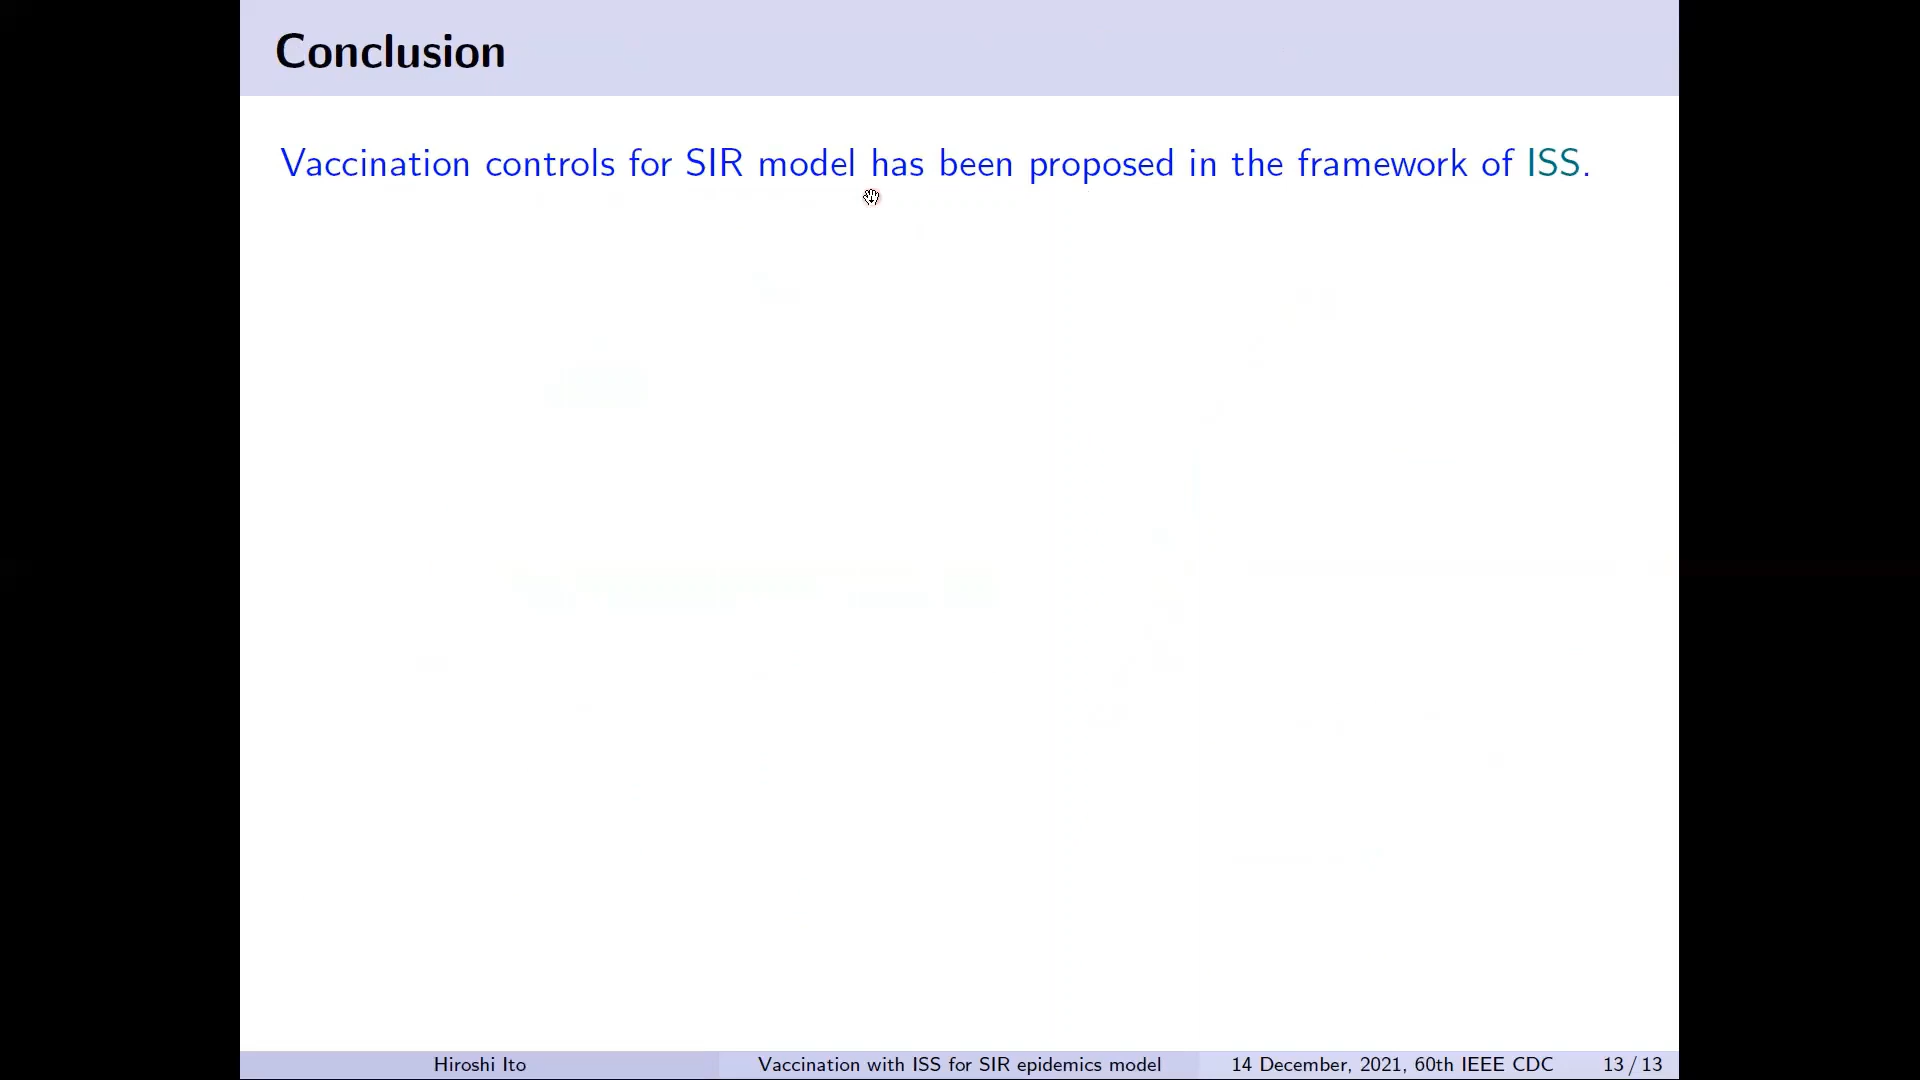 Conclusion
Vaccination controls for SIR model has been proposed in the framework of ISS.
Hiroshi Ito Vaccination with ISS for SIR epidemics model 14 December, 2021, 60th IEEE CDC 13 / 13